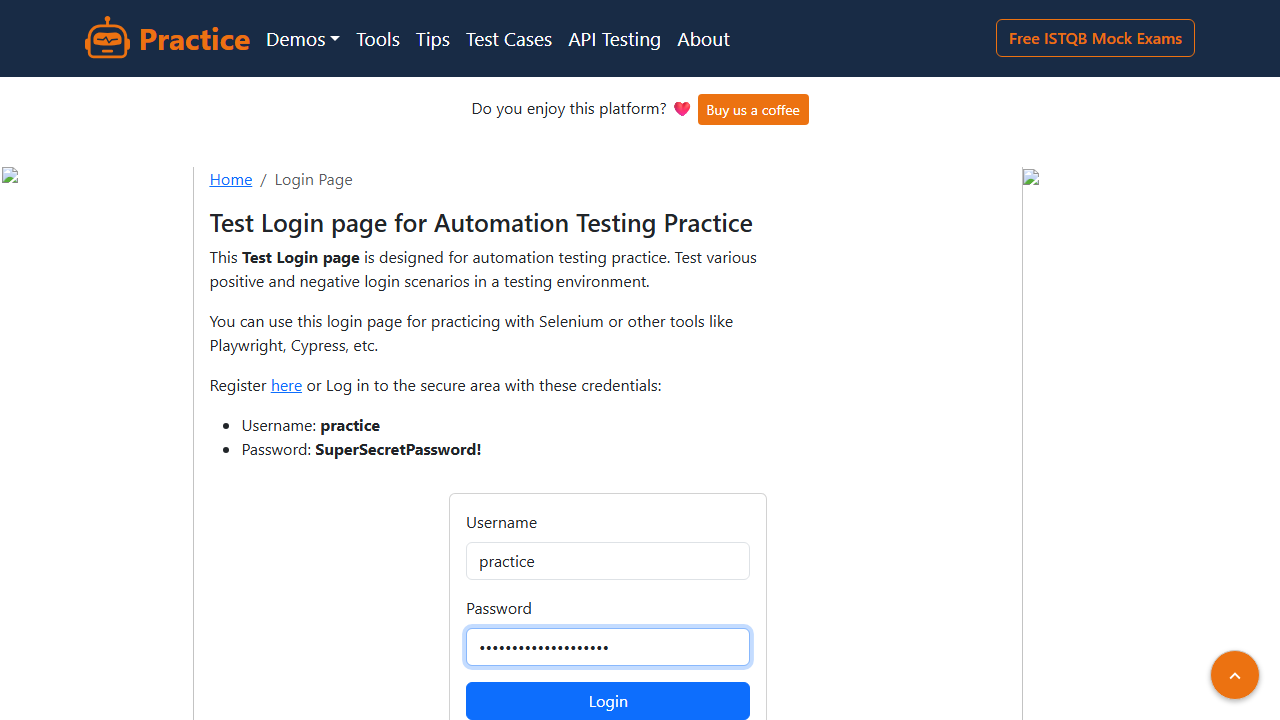 Practice Demos Tools Tips Test Cases API Testing About Free ISTQB Mock Exams
Do you enjoy this platform? Buy us a coffee
Home / Login Page
Test Login page for Automation Testing Practice
This Test Login page is designed for automation testing practice. Test various
positive and negative login scenarios in a testing environment.
You can use this login page for practicing with Selenium or other tools like
Playwright, Cypress, etc.
Register here or Log in to the secure area with these credentials:
• Username: practice
• Password: SuperSecretPassword!
Username
practice
Password
••••••••••••••••••••
Login